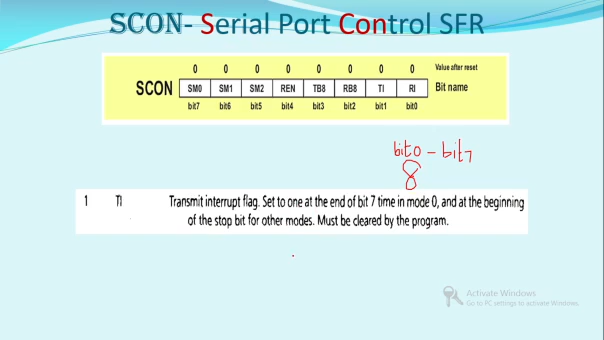 SCON- Serial Port Control SFR
0 0 0 0 0 0 0 0 Value after reset
SCON SM0 SM1 SM2 REN TB8 RB8 TI RI Bit name
bit7 bit6 bit5 bit4 bit3 bit2 bit1 bit0
bit0 - bit7
8
1 TI Transmit interrupt flag. Set to one at the end of bit 7 time in mode 0, and at the beginning
of the stop bit for other modes. Must be cleared by the program.
Activate Windows
Go to PC settings to activate Windows.